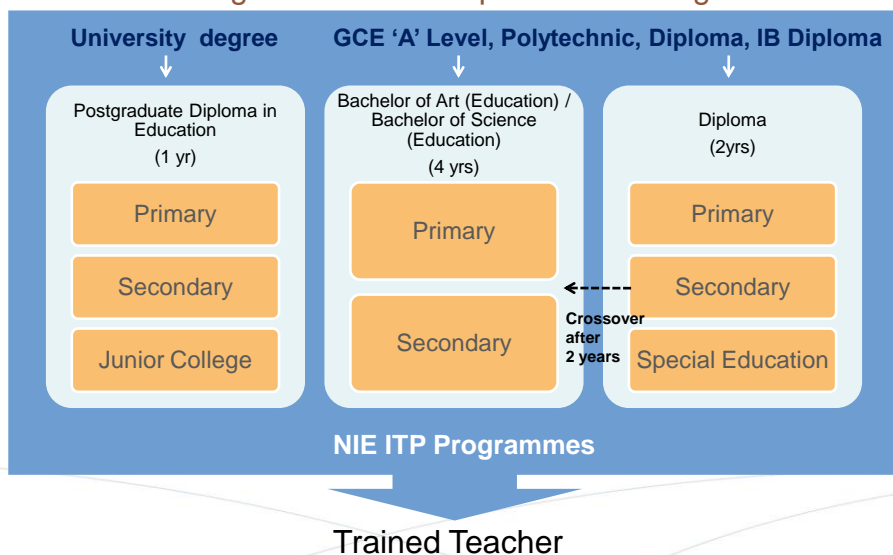 University degree
GCE ‘A’ Level, Polytechnic, Diploma, IB Diploma
Postgraduate Diploma in
Education
(1 yr)
Primary
Secondary
Junior College
Bachelor of Art (Education) /
Bachelor of Science
(Education)
(4 yrs)
Primary
Secondary
Crossover
after
2 years
Diploma
(2yrs)
Primary
Secondary
Special Education
NIE ITP Programmes
Trained Teacher